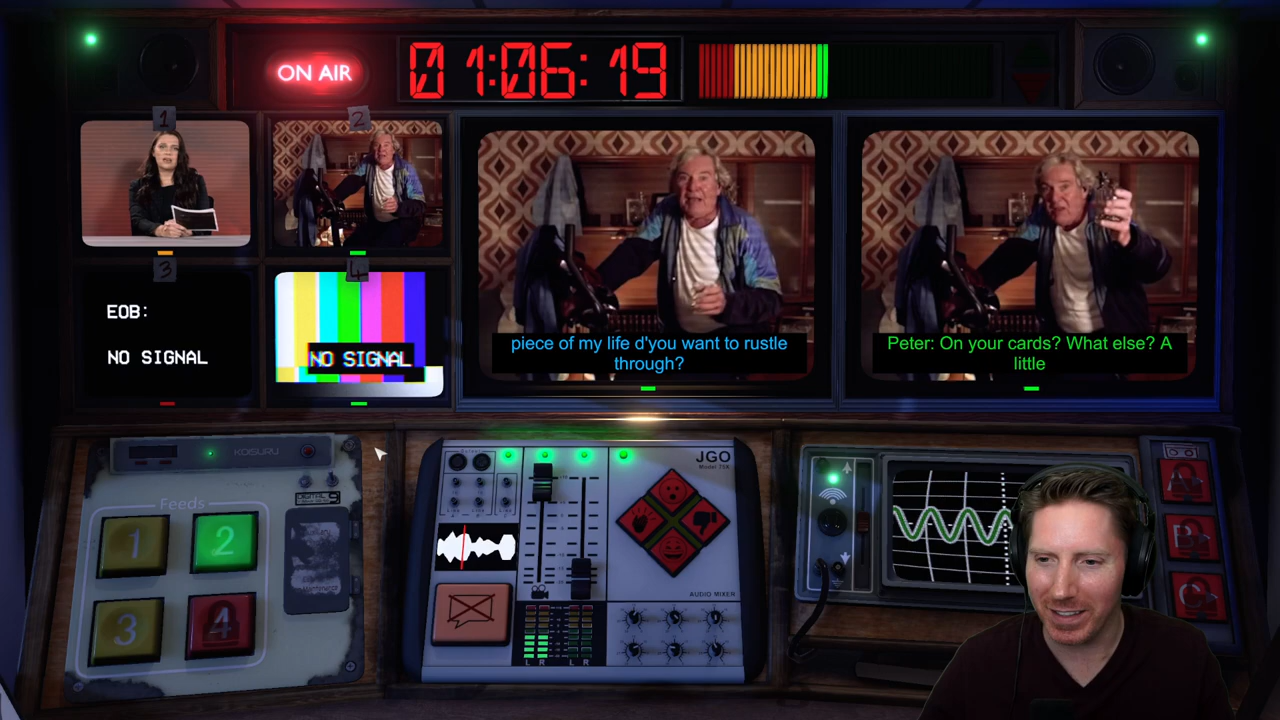 ON AIR
01:06:19
1
2
piece of my life d'you want to rustle
through?
Peter: On your cards? What else? A
little
3
EOB:
NO SIGNAL
4
NO SIGNAL
KOISURU
Feeds
1
2
3
4
JGO
AUDIO MIXER
L R
L R